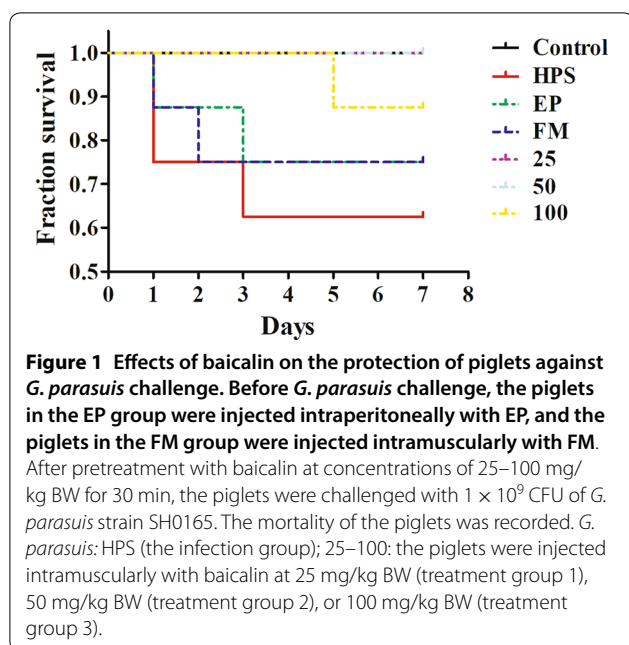 Fraction survival
1.0
0.9
0.8
0.7
0.6
0.5
0 1 2 3 4 5 6 7 8
Days
Control
HPS
EP
FM
25
50
100
Figure 1 Effects of baicalin on the protection of piglets against
G. parasuis challenge. Before G. parasuis challenge, the piglets
in the EP group were injected intraperitoneally with EP, and the
piglets in the FM group were injected intramuscularly with FM.
After pretreatment with baicalin at concentrations of 25–100 mg/
kg BW for 30 min, the piglets were challenged with 1 × 10⁹ CFU of G.
parasuis strain SH0165. The mortality of the piglets was recorded. G.
parasuis: HPS (the infection group); 25–100: the piglets were injected
intramuscularly with baicalin at 25 mg/kg BW (treatment group 1),
50 mg/kg BW (treatment group 2), or 100 mg/kg BW (treatment
group 3).